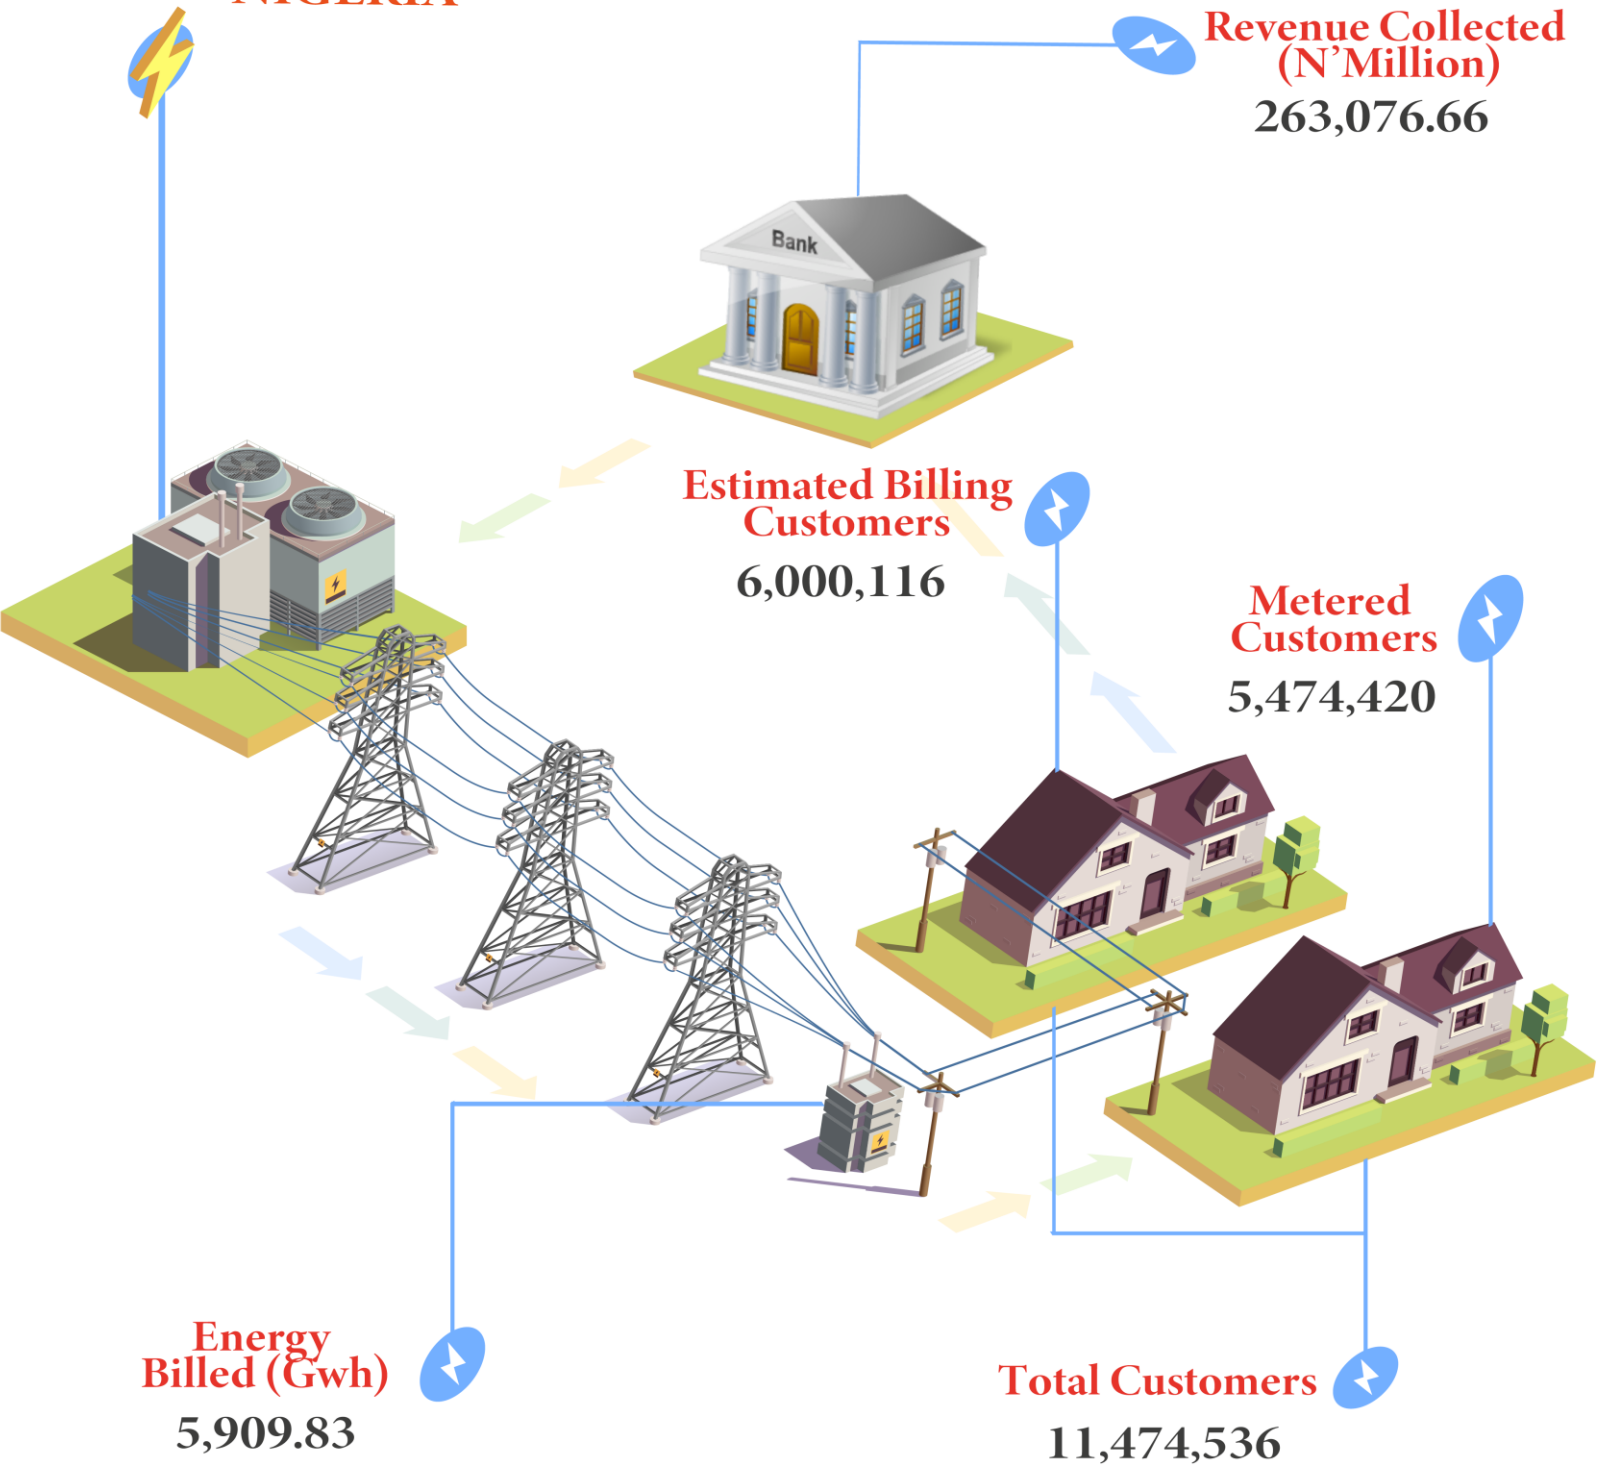 NIGERIA
Revenue Collected
(N'Million)
263,076.66
Bank
Estimated Billing
Customers
6,000,116
Metered
Customers
5,474,420
Energy
Billed (Gwh)
5,909.83
Total Customers
11,474,536